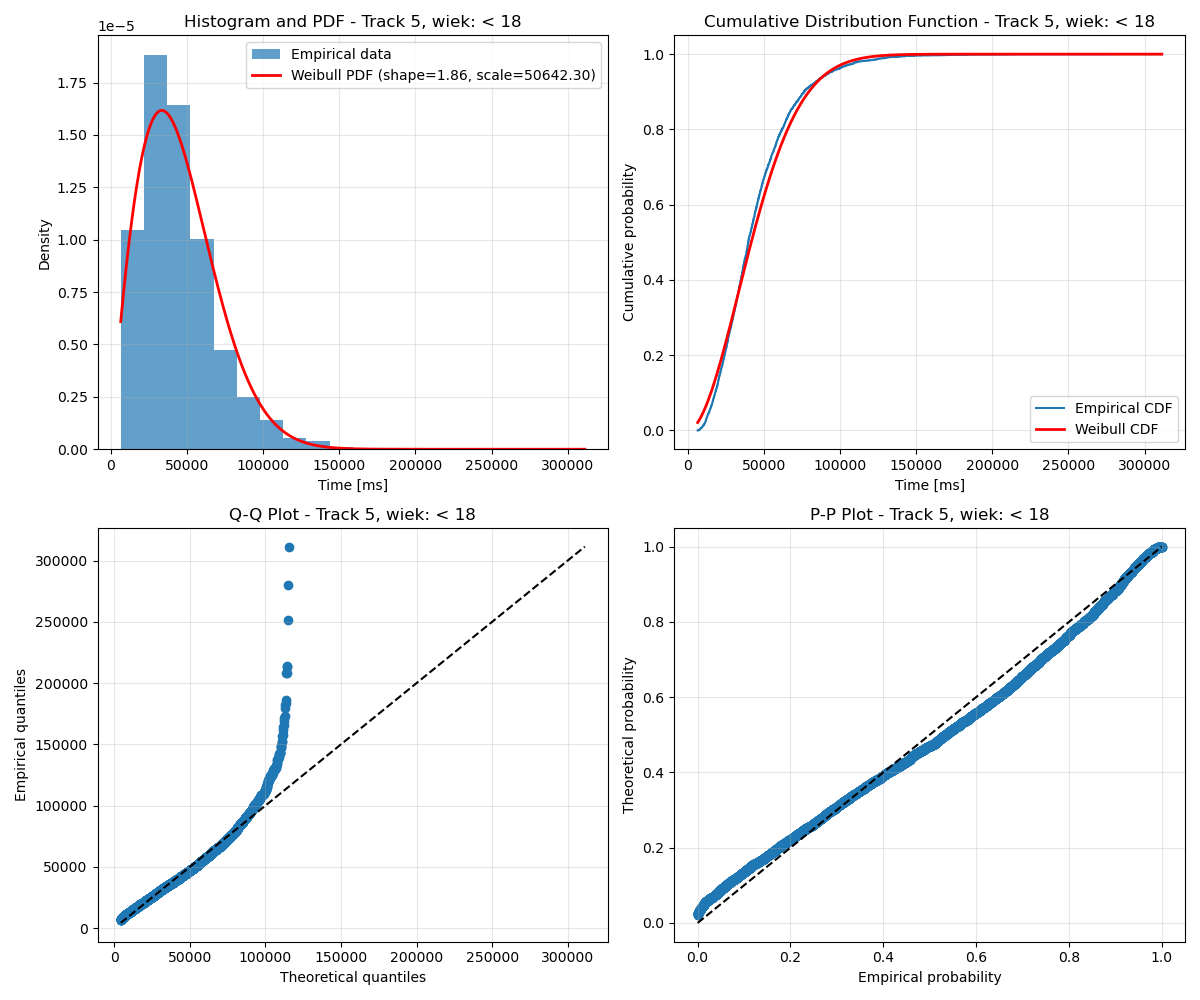 Histogram and PDF - Track 5, wiek: < 18
1e−5
Empirical data
Weibull PDF (shape=1.86, scale=50642.30)
1.75
1.50
1.25
1.00
0.75
0.50
0.25
0.00
Density
0 50000 100000 150000 200000 250000 300000
Time [ms]
Cumulative Distribution Function - Track 5, wiek: < 18
1.0
0.8
0.6
0.4
0.2
0.0
Cumulative probability
Empirical CDF
Weibull CDF
0 50000 100000 150000 200000 250000 300000
Time [ms]
Q-Q Plot - Track 5, wiek: < 18
300000
250000
200000
150000
100000
50000
0
Empirical quantiles
0 50000 100000 150000 200000 250000 300000
Theoretical quantiles
P-P Plot - Track 5, wiek: < 18
1.0
0.8
0.6
0.4
0.2
0.0
Theoretical probability
0.0 0.2 0.4 0.6 0.8 1.0
Empirical probability